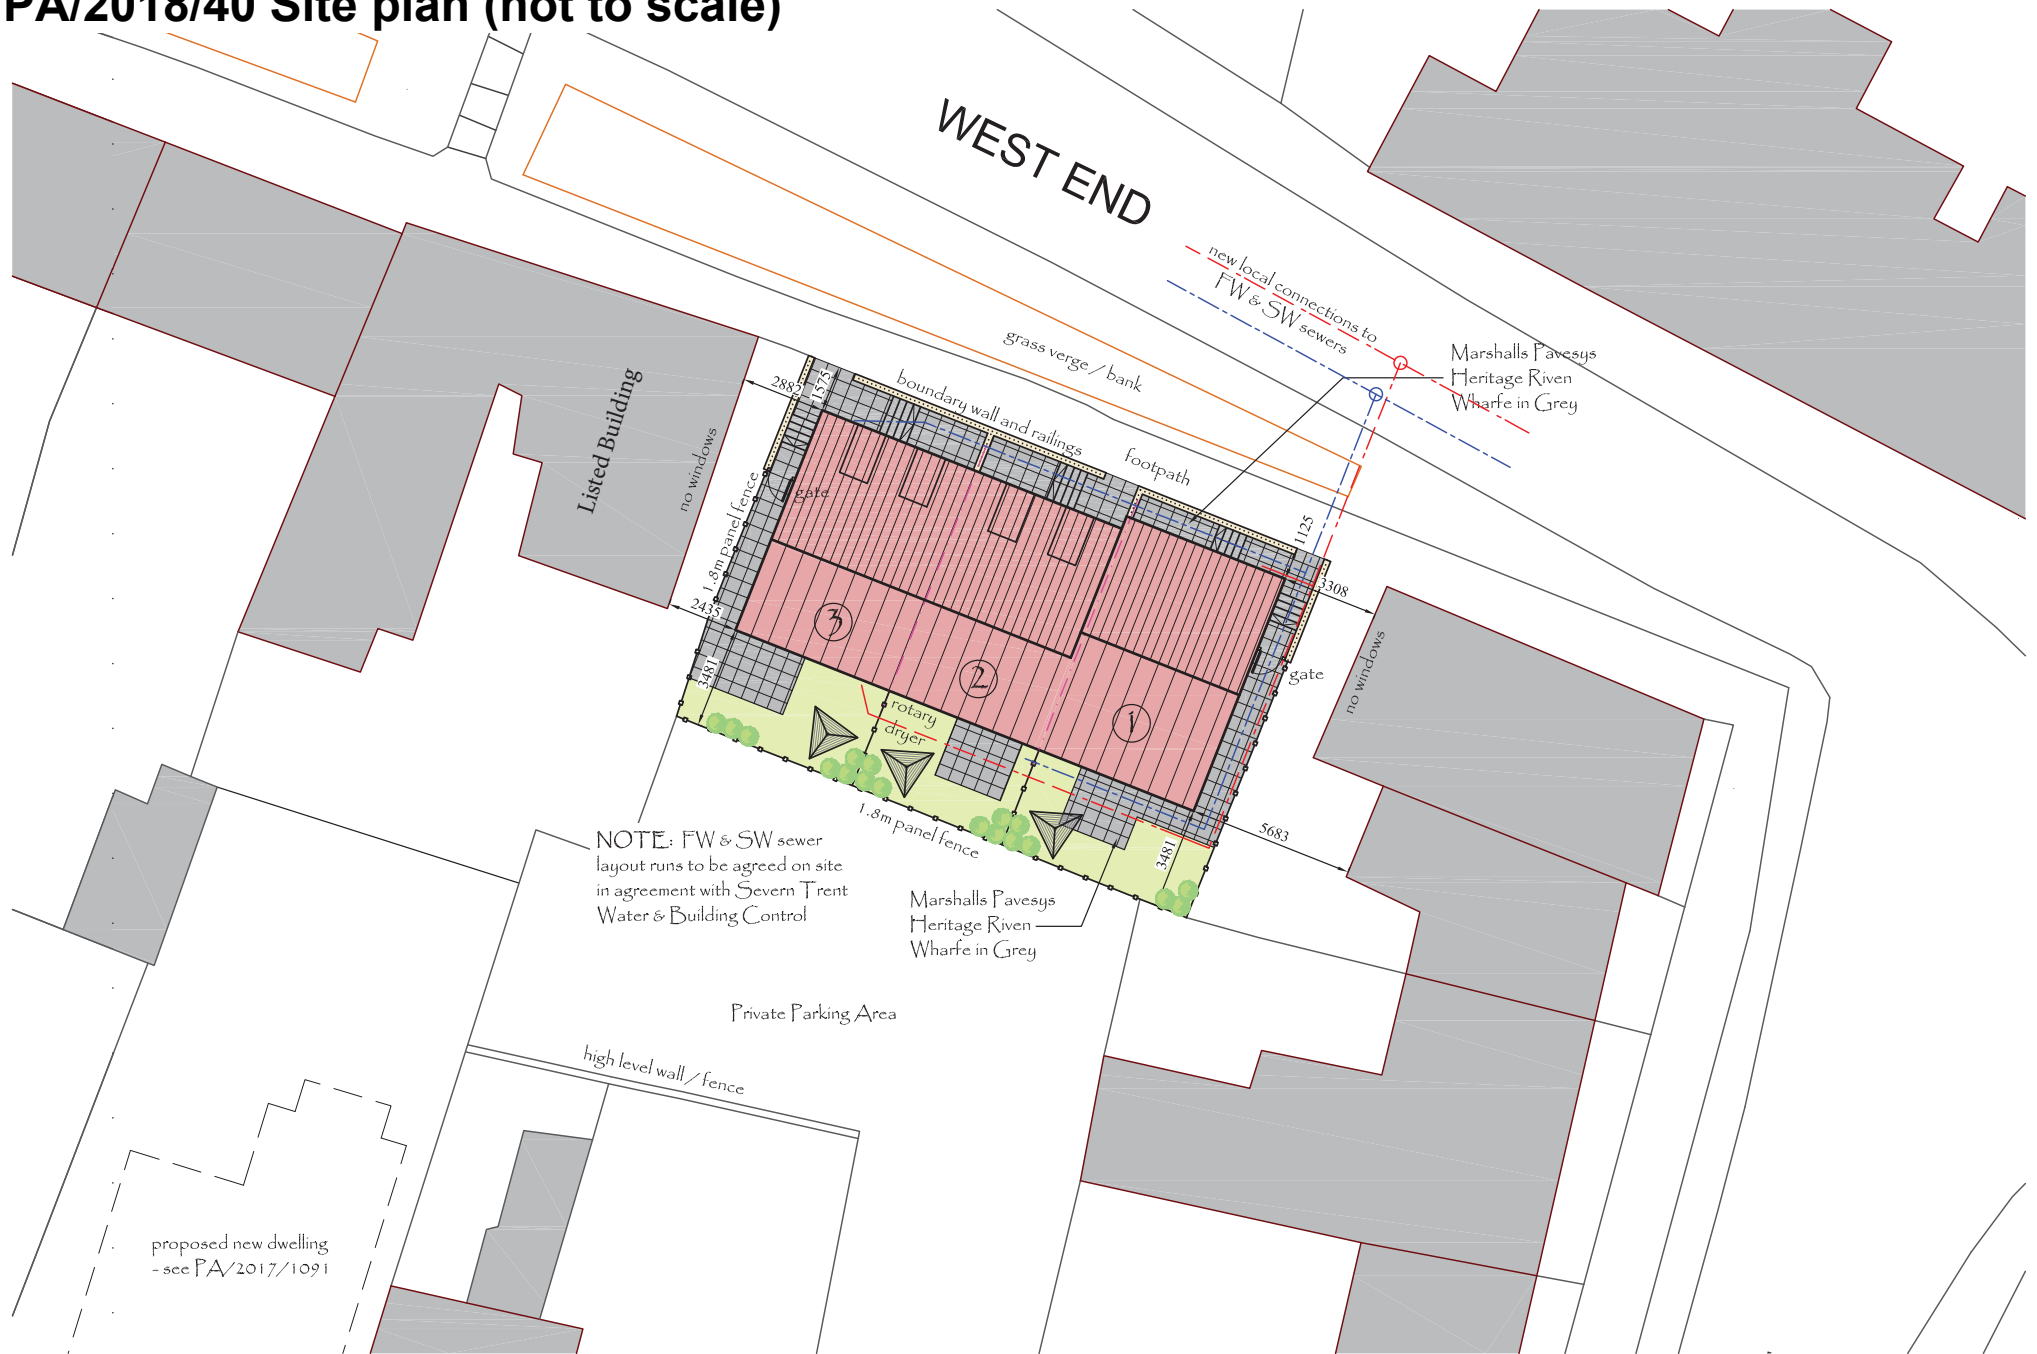 PA/2018/40 Site plan (not to scale)
WEST END
new local connections to
FW & SW sewers
Marshalls Pavesys
Heritage Riven
Wharfe in Grey
grass verge / bank
boundary wall and railings
footpath
2882
1575
Listed Building
no windows
1.8m panel fence
gate
1125
3308
2435
3
2
1
3481
gate
no windows
rotary
dryer
1.8m panel fence
3481
5683
NOTE: FW & SW sewer
layout runs to be agreed on site
in agreement with Severn Trent
Water & Building Control
Marshalls Pavesys
Heritage Riven
Wharfe in Grey
Private Parking Area
high level wall / fence
proposed new dwelling
- see PA/2017/1091